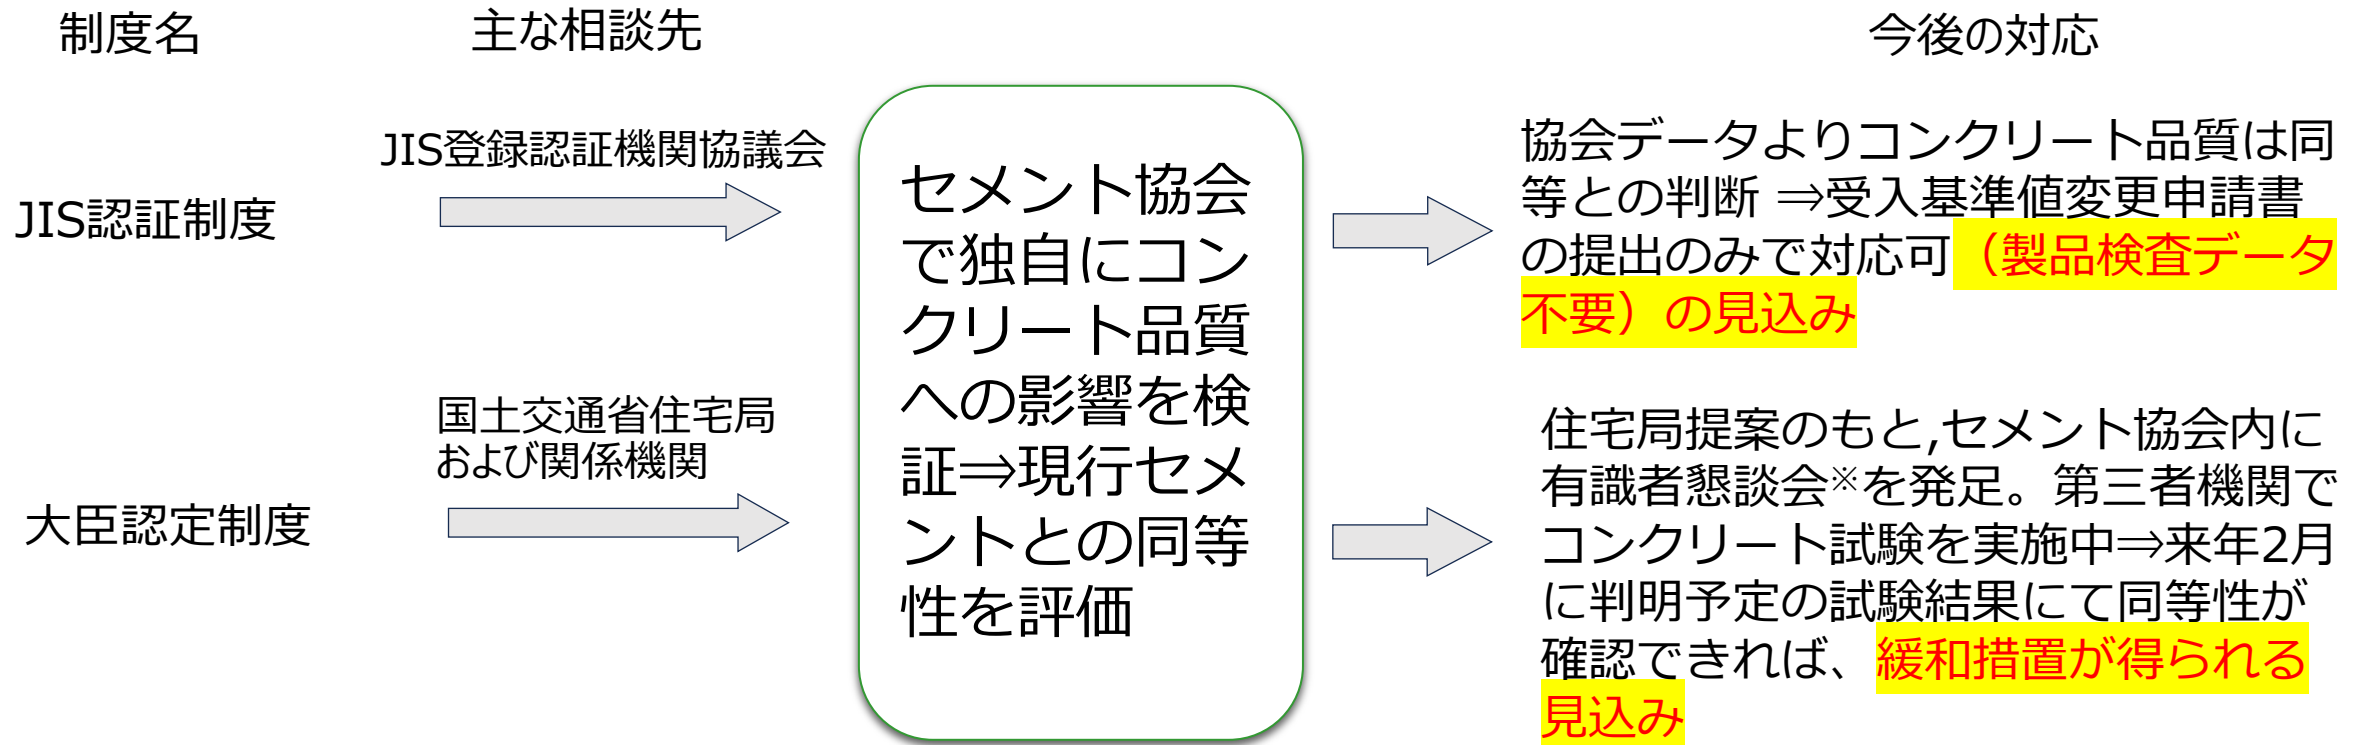 制度名
主な相談先
今後の対応
JIS認証制度
JIS登録認証機関協議会
大臣認定制度
国土交通省住宅局
および関係機関
セメント協会
で独自にコン
クリート品質
への影響を検
証⇒現行セメ
ントとの同等
性を評価
協会データよりコンクリート品質は同
等との判断 ⇒受入基準値変更申請書
の提出のみで対応可（製品検査データ
不要）の見込み
住宅局提案のもと,セメント協会内に
有識者懇談会※を発足。第三者機関で
コンクリート試験を実施中⇒来年2月
に判明予定の試験結果にて同等性が
確認できれば、緩和措置が得られる
見込み